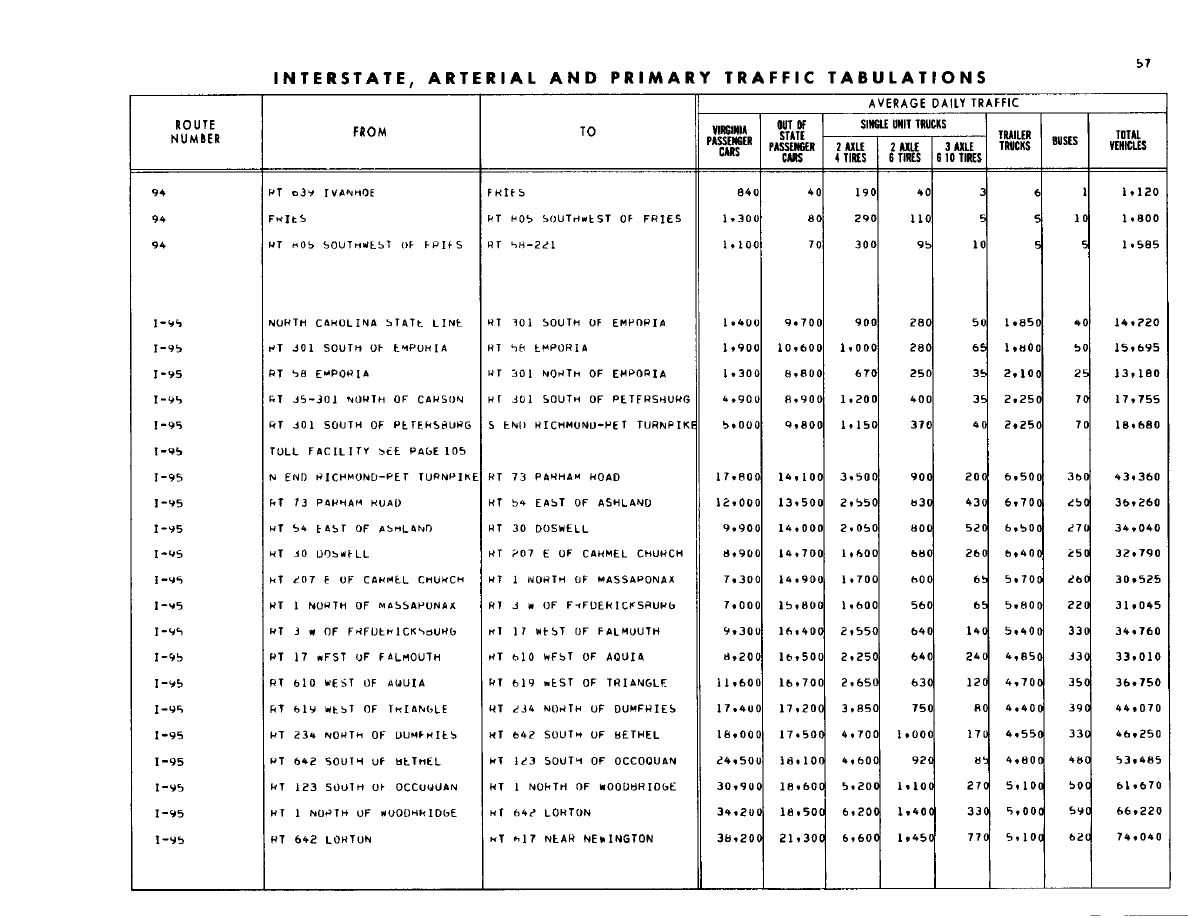 57
INTERSTATE, ARTERIAL AND PRIMARY TRAFFIC TABULATIONS
ROUTE NUMBER FROM TO AVERAGE DAILY TRAFFIC
VIRGINIA PASSENGER CARS OUT OF STATE PASSENGER CARS SINGLE UNIT TRUCKS 2 AXLE 4 TIRES 2 AXLE 6 TIRES 3 AXLE 6 10 TIRES TRAILER TRUCKS BUSES TOTAL VEHICLES
94 RT 639 IVANHOE FRIES 840 40 190 40 3 6 1 1,120
94 FRIES RT 805 SOUTHWEST OF FRIES 1,300 80 290 110 5 5 10 1,800
94 RT 805 SOUTHWEST OF FRIES RT 58-221 1,100 70 300 95 10 5 5 1,585
I-95 NORTH CAROLINA STATE LINE RT 301 SOUTH OF EMPORIA 1,400 9,700 900 280 50 1,850 40 14,220
I-95 RT 301 SOUTH OF EMPORIA RT 58 EMPORIA 1,900 10,600 1,000 280 65 1,800 50 15,695
I-95 RT 58 EMPORIA RT 301 NORTH OF EMPORIA 1,300 8,800 670 250 35 2,100 25 13,180
I-95 RT 35-301 NORTH OF CARSON RT 301 SOUTH OF PETERSBURG 4,900 8,900 1,200 400 35 2,250 70 17,755
I-95 RT 301 SOUTH OF PETERSBURG S END RICHMOND-PET TURNPIKE 5,000 9,800 1,150 370 40 2,250 70 18,680
I-95 TOLL FACILITY SEE PAGE 105
I-95 N END RICHMOND-PET TURNPIKE RT 73 PARHAM ROAD 17,800 14,100 3,500 900 200 6,500 360 43,360
I-95 RT 73 PARHAM ROAD RT 54 EAST OF ASHLAND 12,000 13,500 2,550 830 430 6,700 250 36,260
I-95 RT 54 EAST OF ASHLAND RT 30 DOSWELL 9,900 14,000 2,050 800 520 6,500 270 34,040
I-95 RT 30 DOSWELL RT 207 E OF CARMEL CHURCH 8,900 14,700 1,600 680 260 6,400 250 32,790
I-95 RT 207 E OF CARMEL CHURCH RT 1 NORTH OF MASSAPONAX 7,300 14,900 1,700 600 65 5,700 260 30,525
I-95 RT 1 NORTH OF MASSAPONAX RT 3 W OF FREDERICKSBURG 7,000 15,800 1,600 560 65 5,800 220 31,045
I-95 RT 3 W OF FREDERICKSBURG RT 17 WEST OF FALMOUTH 9,300 16,400 2,550 640 140 5,400 330 34,760
I-95 RT 17 WEST OF FALMOUTH RT 610 WEST OF AQUIA 8,200 16,500 2,250 640 240 4,850 330 33,010
I-95 RT 610 WEST OF AQUIA RT 619 WEST OF TRIANGLE 11,600 16,700 2,650 630 120 4,700 350 36,750
I-95 RT 619 WEST OF TRIANGLE RT 234 NORTH OF DUMFRIES 17,400 17,200 3,850 750 80 4,400 390 44,070
I-95 RT 234 NORTH OF DUMFRIES RT 642 SOUTH OF BETHEL 18,000 17,500 4,700 1,000 170 4,550 330 46,250
I-95 RT 642 SOUTH OF BETHEL RT 123 SOUTH OF OCCOQUAN 24,500 18,100 4,600 920 85 4,800 480 53,485
I-95 RT 123 SOUTH OF OCCOQUAN RT 1 NORTH OF WOODBRIDGE 30,900 18,600 5,200 1,100 270 5,100 500 61,670
I-95 RT 1 NORTH OF WOODBRIDGE RT 642 LORTON 34,200 18,500 6,200 1,400 330 5,000 590 66,220
I-95 RT 642 LORTON RT 617 NEAR NEWINGTON 38,200 21,300 6,600 1,450 770 5,100 620 74,040